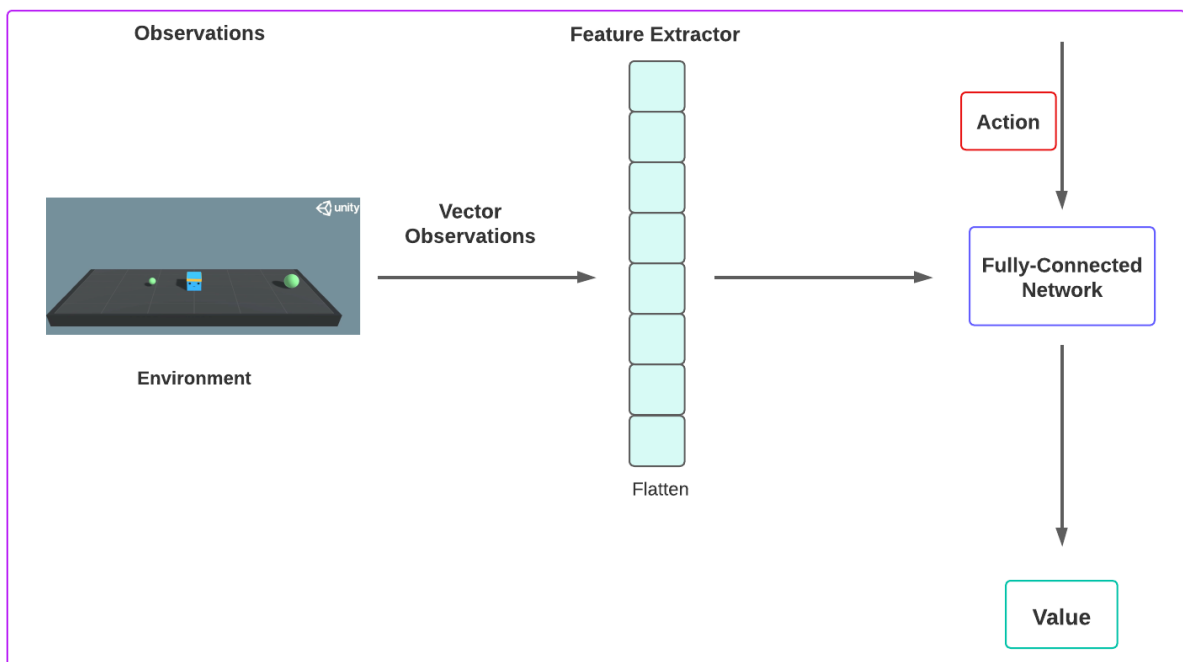 Observations
Feature Extractor
Action
unity
Vector
Observations
Fully-Connected
Network
Environment
Flatten
Value